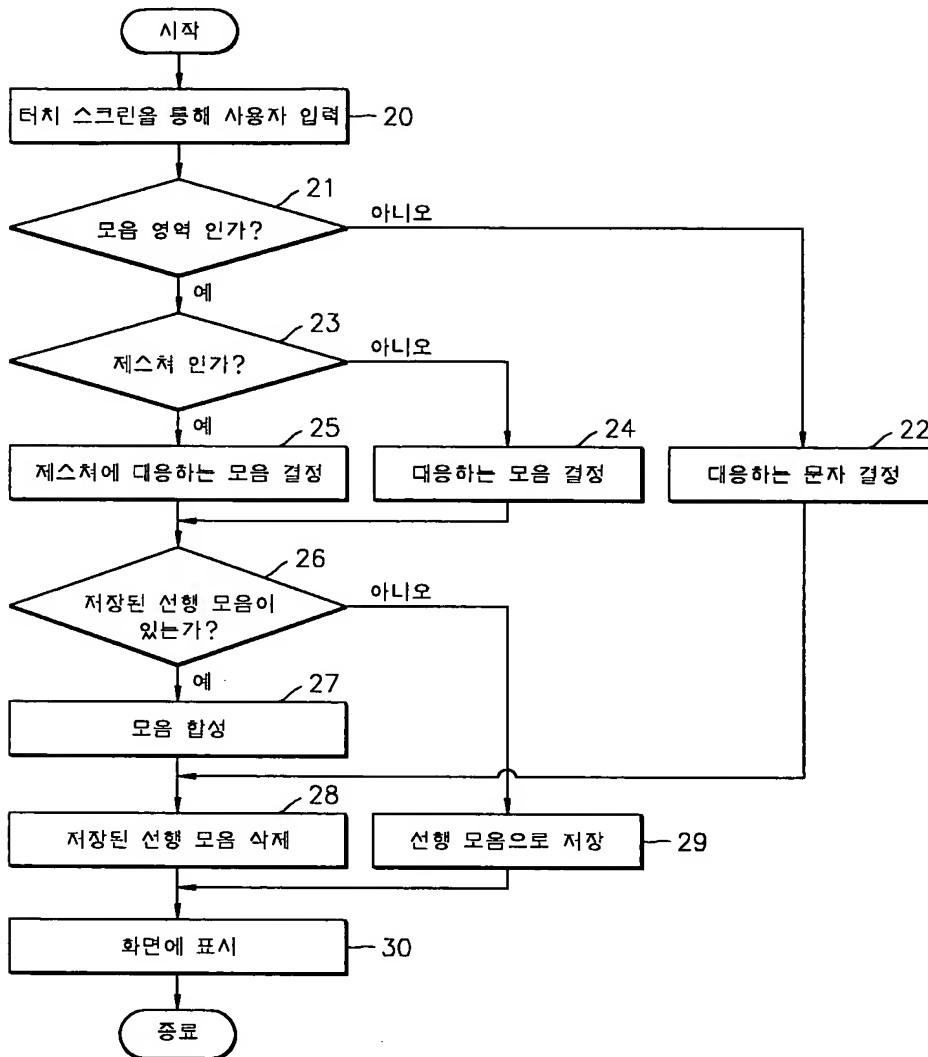 시작
터치 스크린을 통해 사용자 입력
20
21
모음 영역 인가?
아니오
예
23
제스쳐 인가?
아니오
예
25
제스쳐에 대응하는 모음 결정
24
대응하는 모음 결정
22
대응하는 문자 결정
26
저장된 선행 모음이
있는가?
아니오
예
27
모음 합성
28
저장된 선행 모음 삭제
선행 모음으로 저장
29
화면에 표시
30
종료